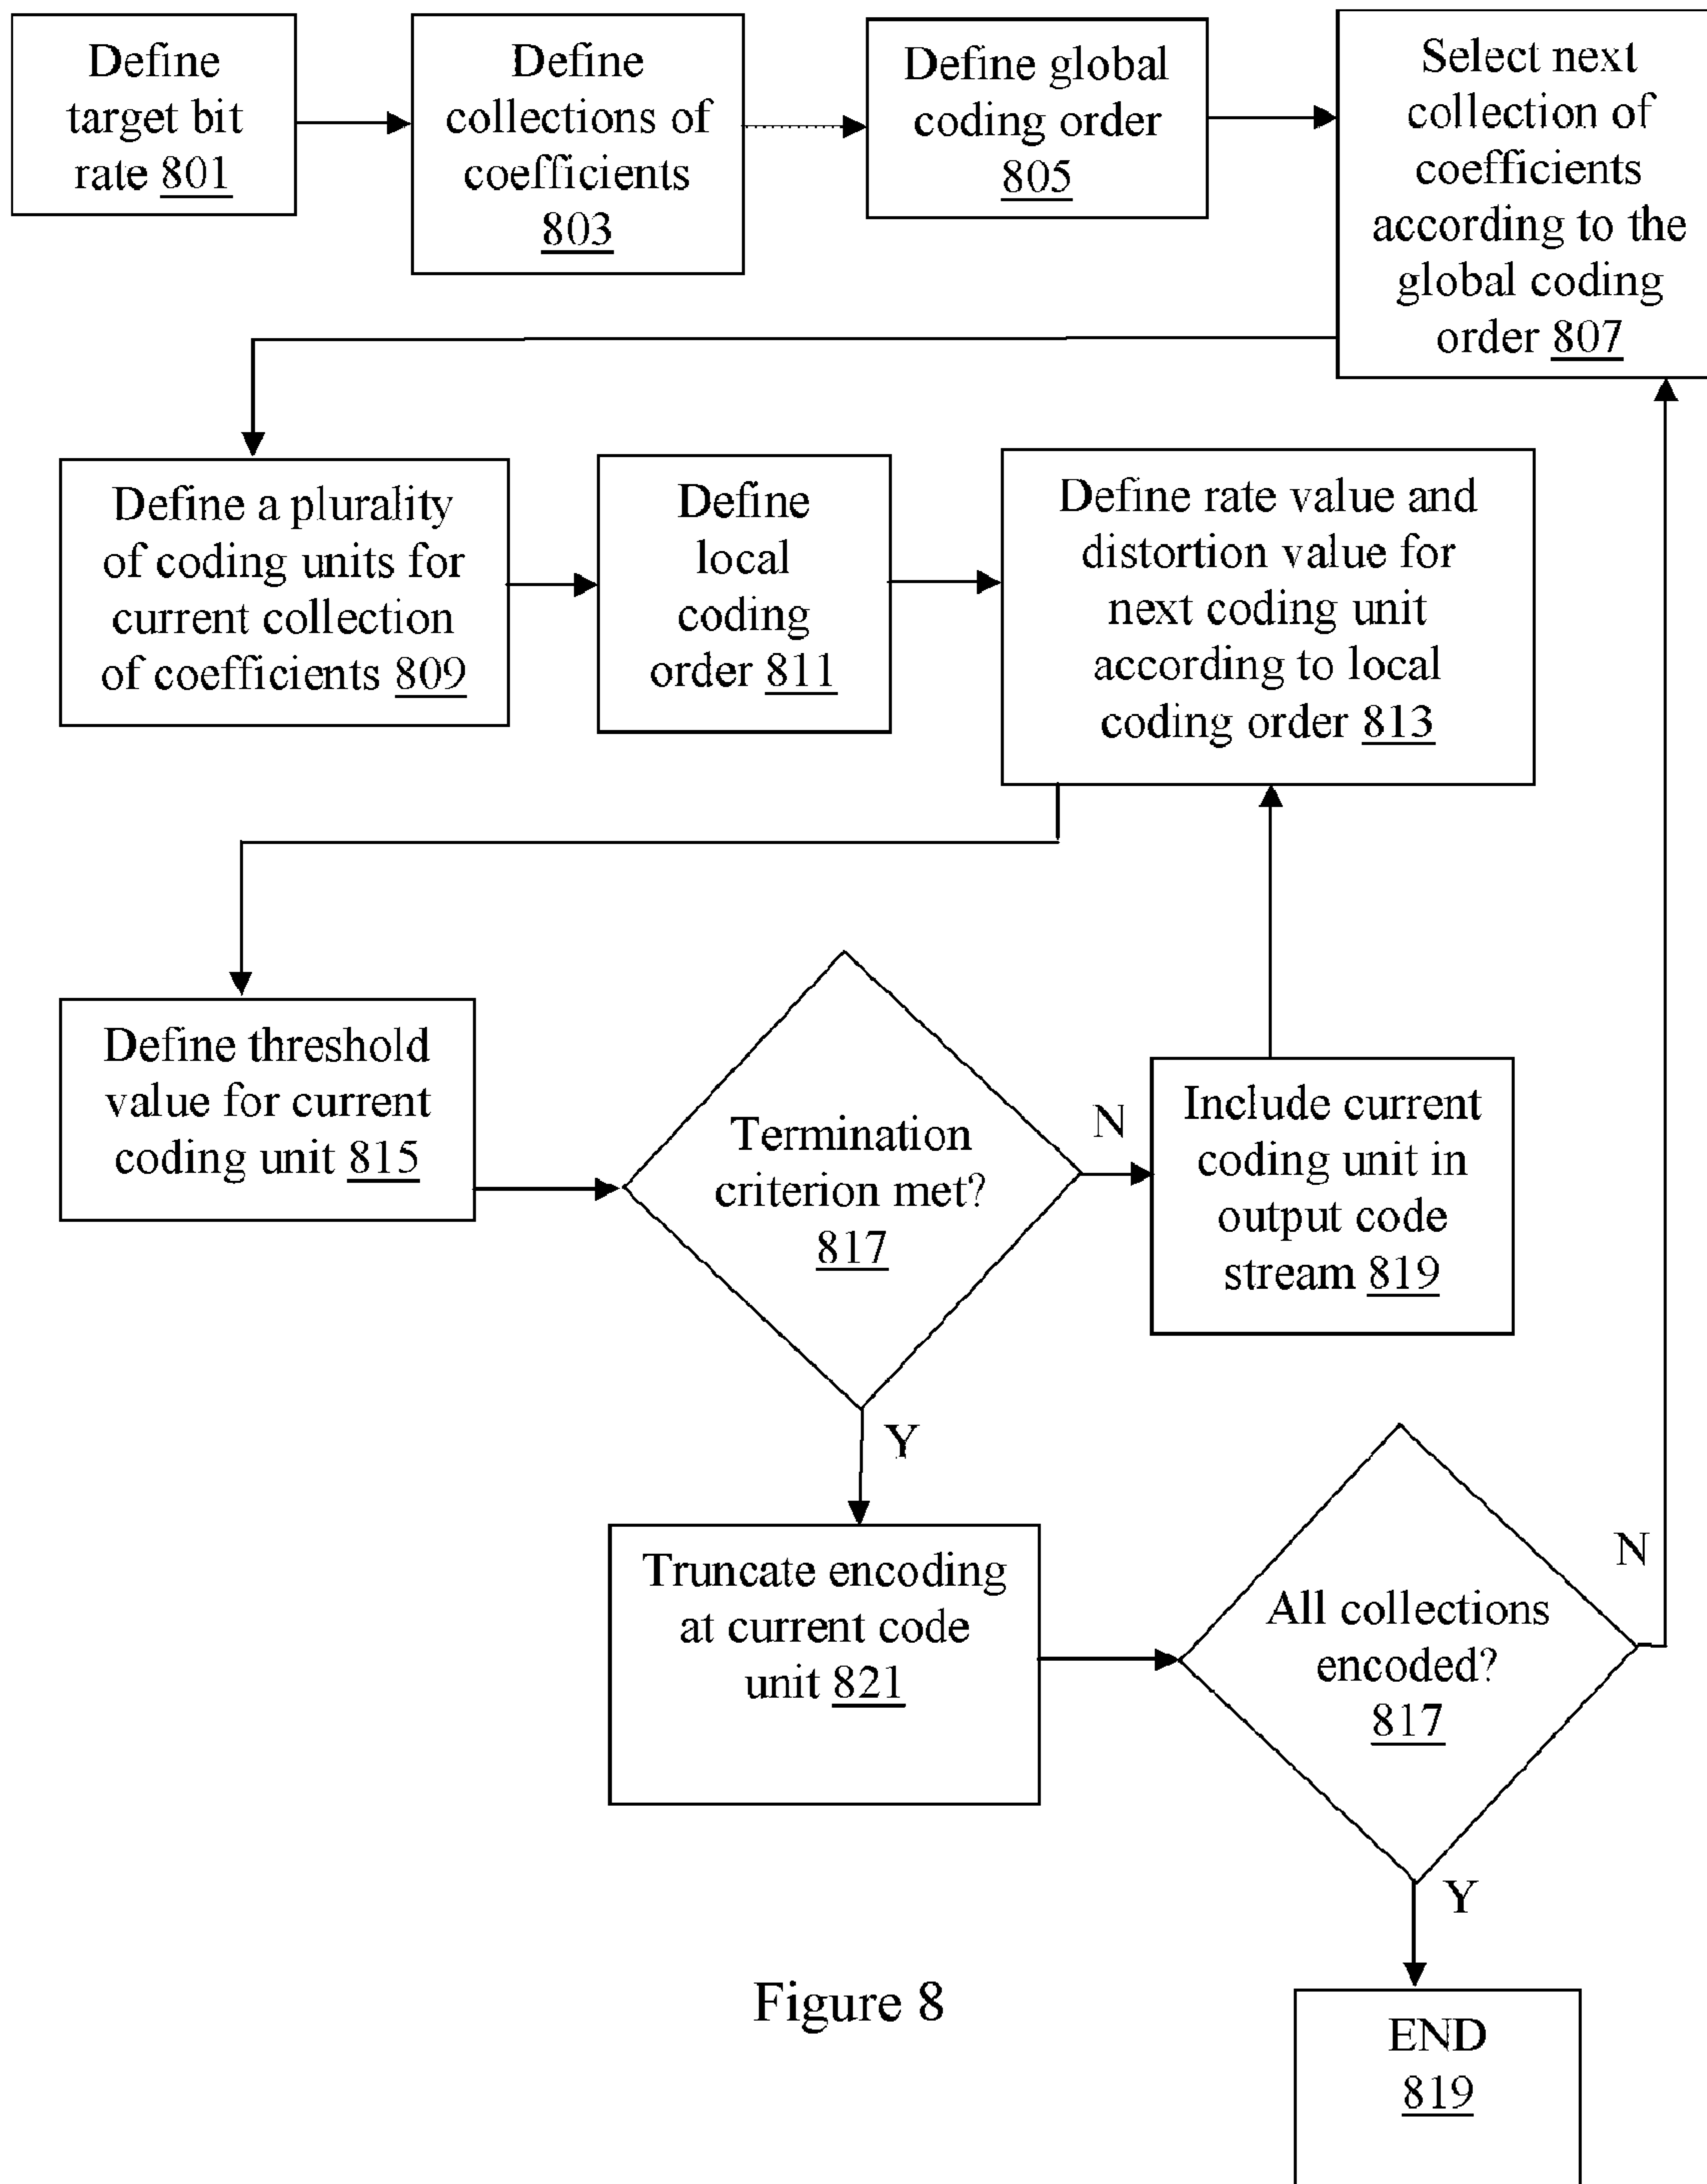 Define
target bit
rate 801
Define
collections of
coefficients
803
Define global
coding order
805
Select next
collection of
coefficients
according to the
global coding
order 807
Define a plurality
of coding units for
current collection
of coefficients 809
Define
local
coding
order 811
Define rate value and
distortion value for
next coding unit
according to local
coding order 813
Define threshold
value for current
coding unit 815
Termination
criterion met?
817
N
Include current
coding unit in
output code
stream 819
Y
Truncate encoding
at current code
unit 821
All collections
encoded?
817
N
Y
END
819
Figure 8